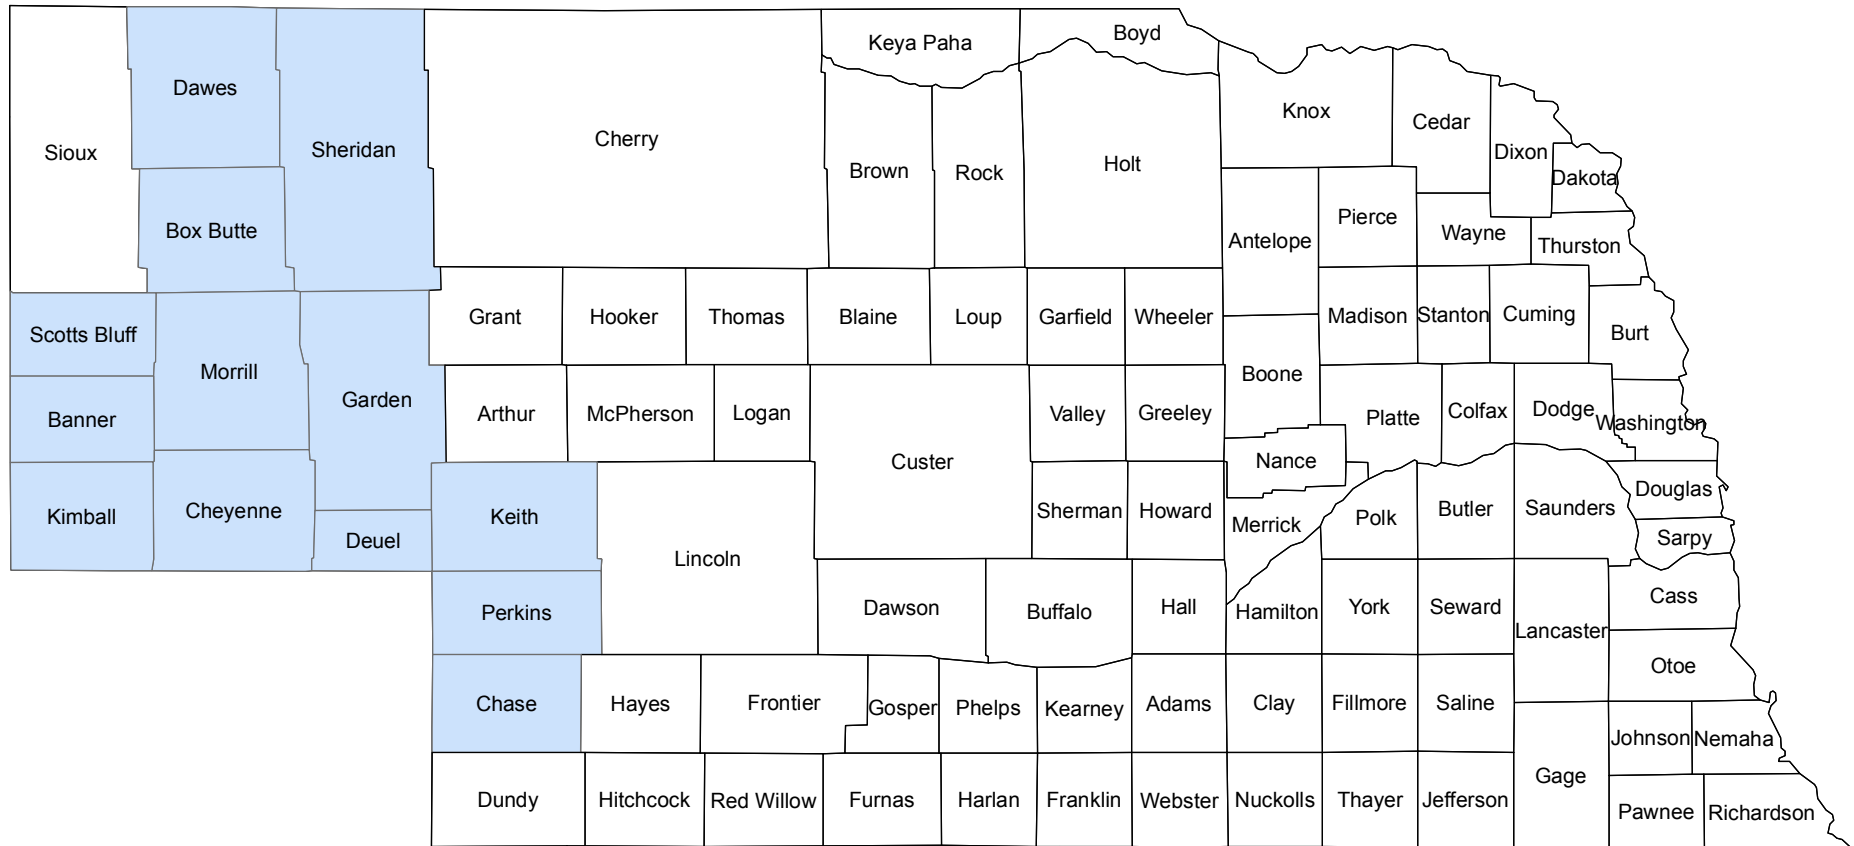 Boyd
Keya Paha
Dawes
Knox
Cedar
Cherry
Sioux
Sheridan
Dixon
Holt
Brown
Rock
Dakota
Pierce
Box Butte
Wayne
Antelope
Thurston
Grant
Hooker
Thomas
Blaine
Loup
Garfield
Wheeler
Madison
Stanton
Cuming
Scotts Bluff
Burt
Morrill
Boone
Garden
Banner
Arthur
McPherson
Logan
Valley
Greeley
Platte
Colfax
Dodge
Washington
Custer
Nance
Douglas
Kimball
Cheyenne
Keith
Sherman
Howard
Merrick
Polk
Butler
Saunders
Deuel
Sarpy
Lincoln
Cass
Perkins
Dawson
Buffalo
Hall
Hamilton
York
Seward
Lancaster
Otoe
Chase
Hayes
Frontier
Gosper
Phelps
Kearney
Adams
Clay
Fillmore
Saline
Johnson
Nemaha
Gage
Dundy
Hitchcock
Red Willow
Furnas
Harlan
Franklin
Webster
Nuckolls
Thayer
Jefferson
Pawnee
Richardson